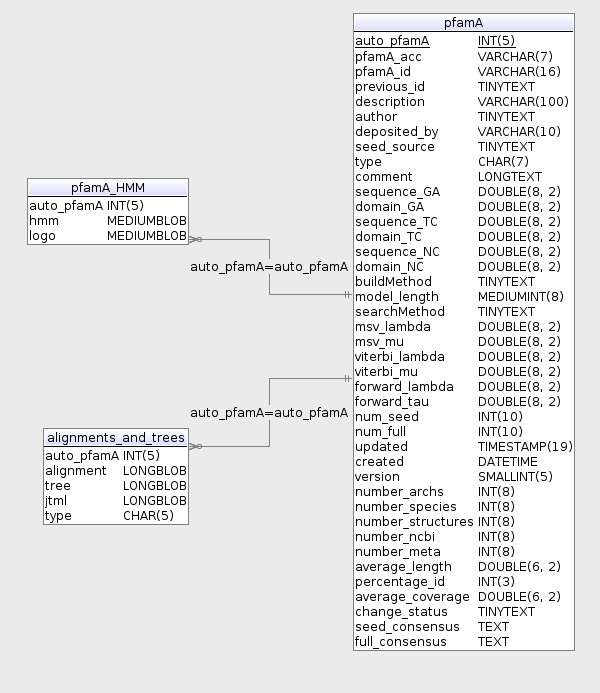 pfamA
auto_pfamA INT(5)
pfamA_acc VARCHAR(7)
pfamA_id VARCHAR(16)
previous_id TINYTEXT
description VARCHAR(100)
author TINYTEXT
deposited_by VARCHAR(10)
seed_source TINYTEXT
type CHAR(7)
comment LONGTEXT
sequence_GA DOUBLE(8, 2)
domain_GA DOUBLE(8, 2)
sequence_TC DOUBLE(8, 2)
domain_TC DOUBLE(8, 2)
sequence_NC DOUBLE(8, 2)
domain_NC DOUBLE(8, 2)
buildMethod TINYTEXT
model_length MEDIUMINT(8)
searchMethod TINYTEXT
msv_lambda DOUBLE(8, 2)
msv_mu DOUBLE(8, 2)
viterbi_lambda DOUBLE(8, 2)
viterbi_mu DOUBLE(8, 2)
forward_lambda DOUBLE(8, 2)
forward_tau DOUBLE(8, 2)
num_seed INT(10)
num_full INT(10)
updated TIMESTAMP(19)
created DATETIME
version SMALLINT(5)
number_archs INT(8)
number_species INT(8)
number_structures INT(8)
number_ncbi INT(8)
number_meta INT(8)
average_length DOUBLE(6, 2)
percentage_id INT(3)
average_coverage DOUBLE(6, 2)
change_status TINYTEXT
seed_consensus TEXT
full_consensus TEXT
pfamA_HMM
auto_pfamA INT(5)
hmm MEDIUMBLOB
logo MEDIUMBLOB
auto_pfamA=auto_pfamA
auto_pfamA=auto_pfamA
alignments_and_trees
auto_pfamA INT(5)
alignment LONGBLOB
tree LONGBLOB
jtml LONGBLOB
type CHAR(5)